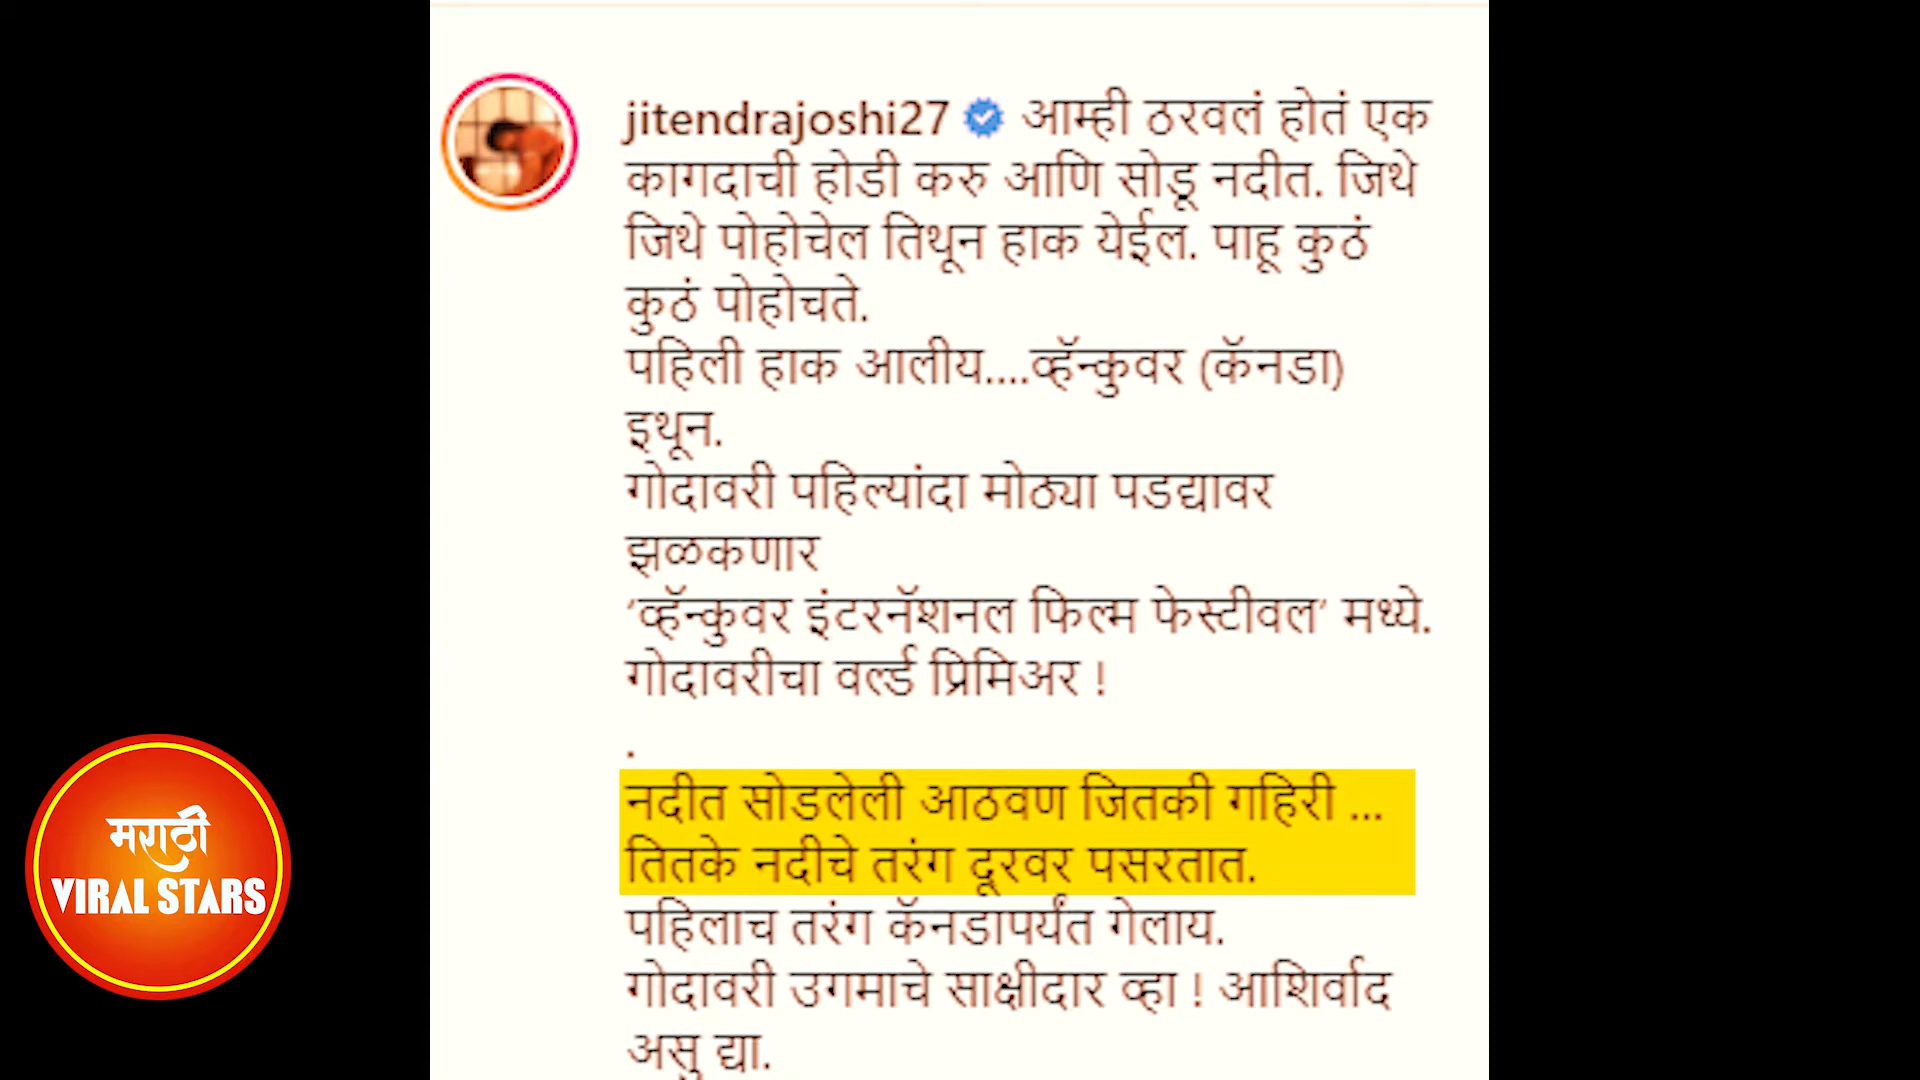 jitendrajoshi27 आम्ही ठरवलं होतं एक
कागदाची होडी करु आणि सोडू नदीत. जिथे
जिथे पोहोचेल तिथून हाक येईल. पाहू कुठं
कुठं पोहोचते.
पहिली हाक आलीय....व्हॅन्कुवर (कॅनडा)
इथून.
गोदावरी पहिल्यांदा मोठ्या पडद्यावर
झळकणार
‘व्हॅन्कुवर इंटरनॅशनल फिल्म फेस्टीवल’ मध्ये.
गोदावरीचा वर्ल्ड प्रिमिअर !
.
नदीत सोडलेली आठवण जितकी गहिरी ...
तितके नदीचे तरंग दूरवर पसरतात.
पहिलाच तरंग कॅनडापर्यंत गेलाय.
गोदावरी उगमाचे साक्षीदार व्हा ! आशिर्वाद
असु द्या.
मराठी
VIRAL STARS